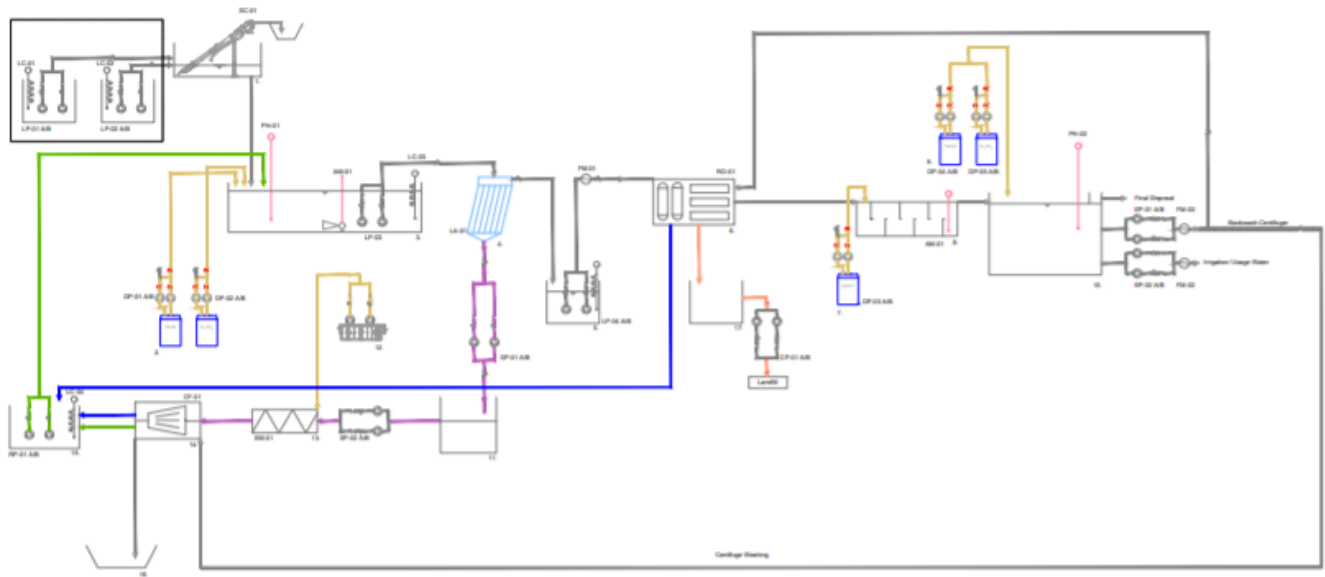 SC-01
LC-01
LC-02
1.
LP-01 A/B
LP-02 A/B
PH-01
AM-01
LC-03
LP-03
3.
LA-01
4.
FM-01
RO-01
6.
LP-04 A/B
5.
DP-01 A/B
DP-02 A/B
2.
12.
SP-01 A/B
CP-01 A/B
Landfill
DP-03 A/B
7.
AM-01
9.
DP-04 A/B
PH-02
Final Disposal
FM-03
Backwash Centrifuger
Irrigation / Usage Water
FM-02
10.
LC-04
CF-01
14.
RP-01 A/B
15.
13.
SP-02 A/B
11.
16.
Centrifuge Washing